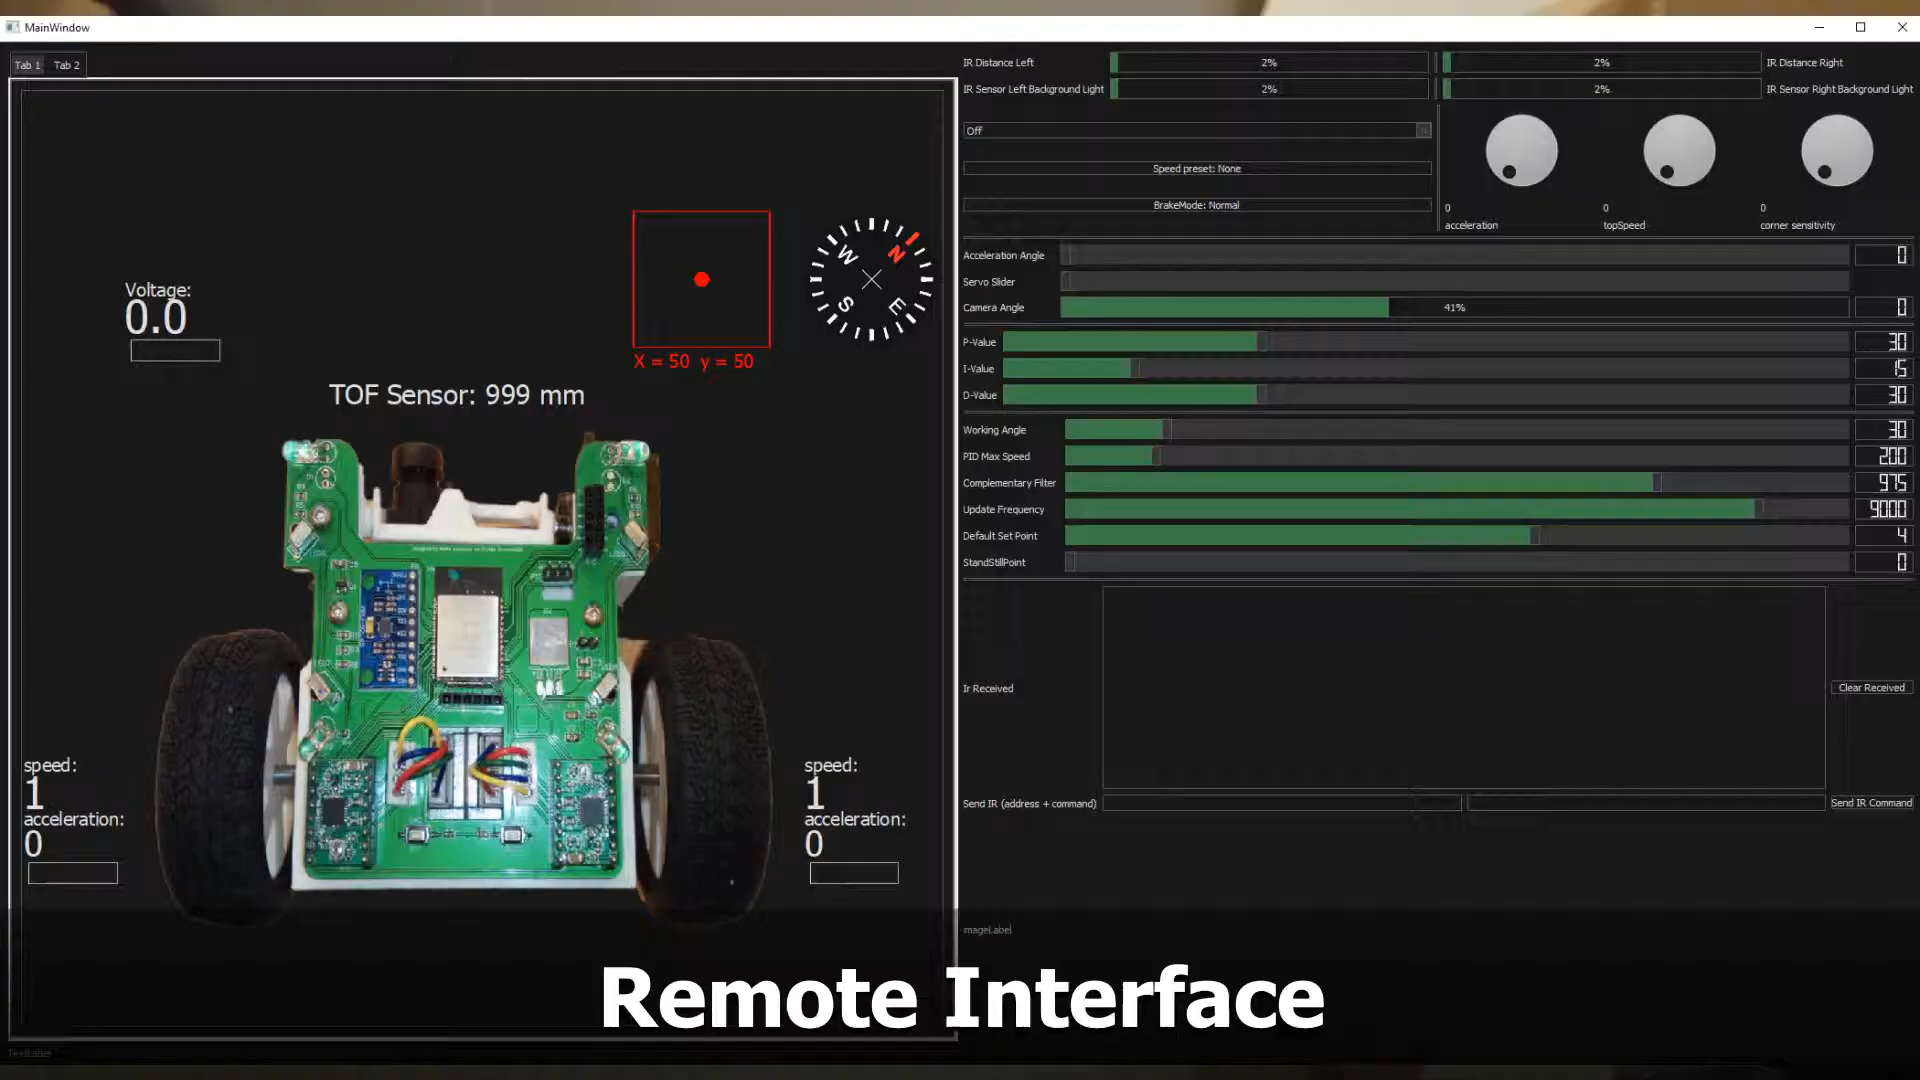 MainWindow
Tab 1 Tab 2
Voltage:
0.0
N
W
S
E
X = 50 y = 50
TOF Sensor: 999 mm
speed:
1
acceleration:
0
speed:
1
acceleration:
0
IR Distance Left 2% 2% IR Distance Right
IR Sensor Left Background Light 2% 2% IR Sensor Right Background Light
Off
Speed preset: None
BrakeMode: Normal
0 0 0
acceleration topSpeed corner sensitivity
Acceleration Angle 0
Servo Slider
Camera Angle 41% 0
P-Value 30
I-Value 15
D-Value 30
Working Angle 30
PID Max Speed 200
Complementary Filter 975
Update Frequency 9000
Default Set Point 4
StandStillPoint 0
Ir Received Clear Received
Send IR (address + command) Send IR Command
mageLabel
TextLabel
Remote Interface